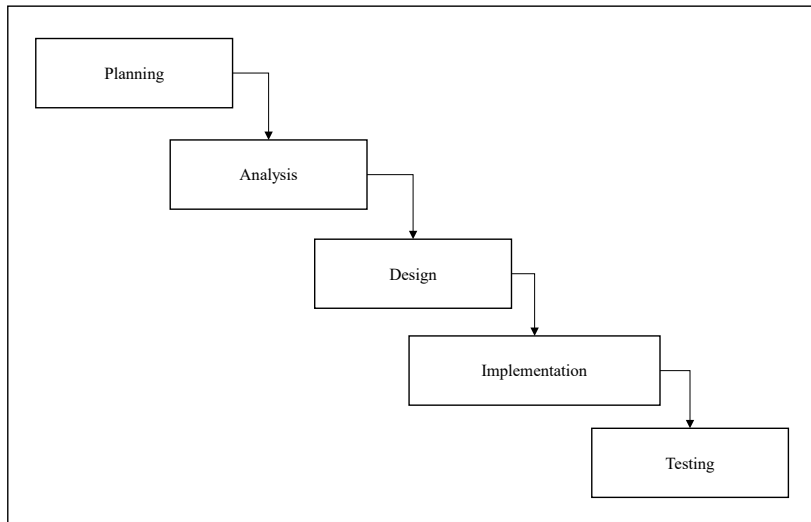 Planning
Analysis
Design
Implementation
Testing